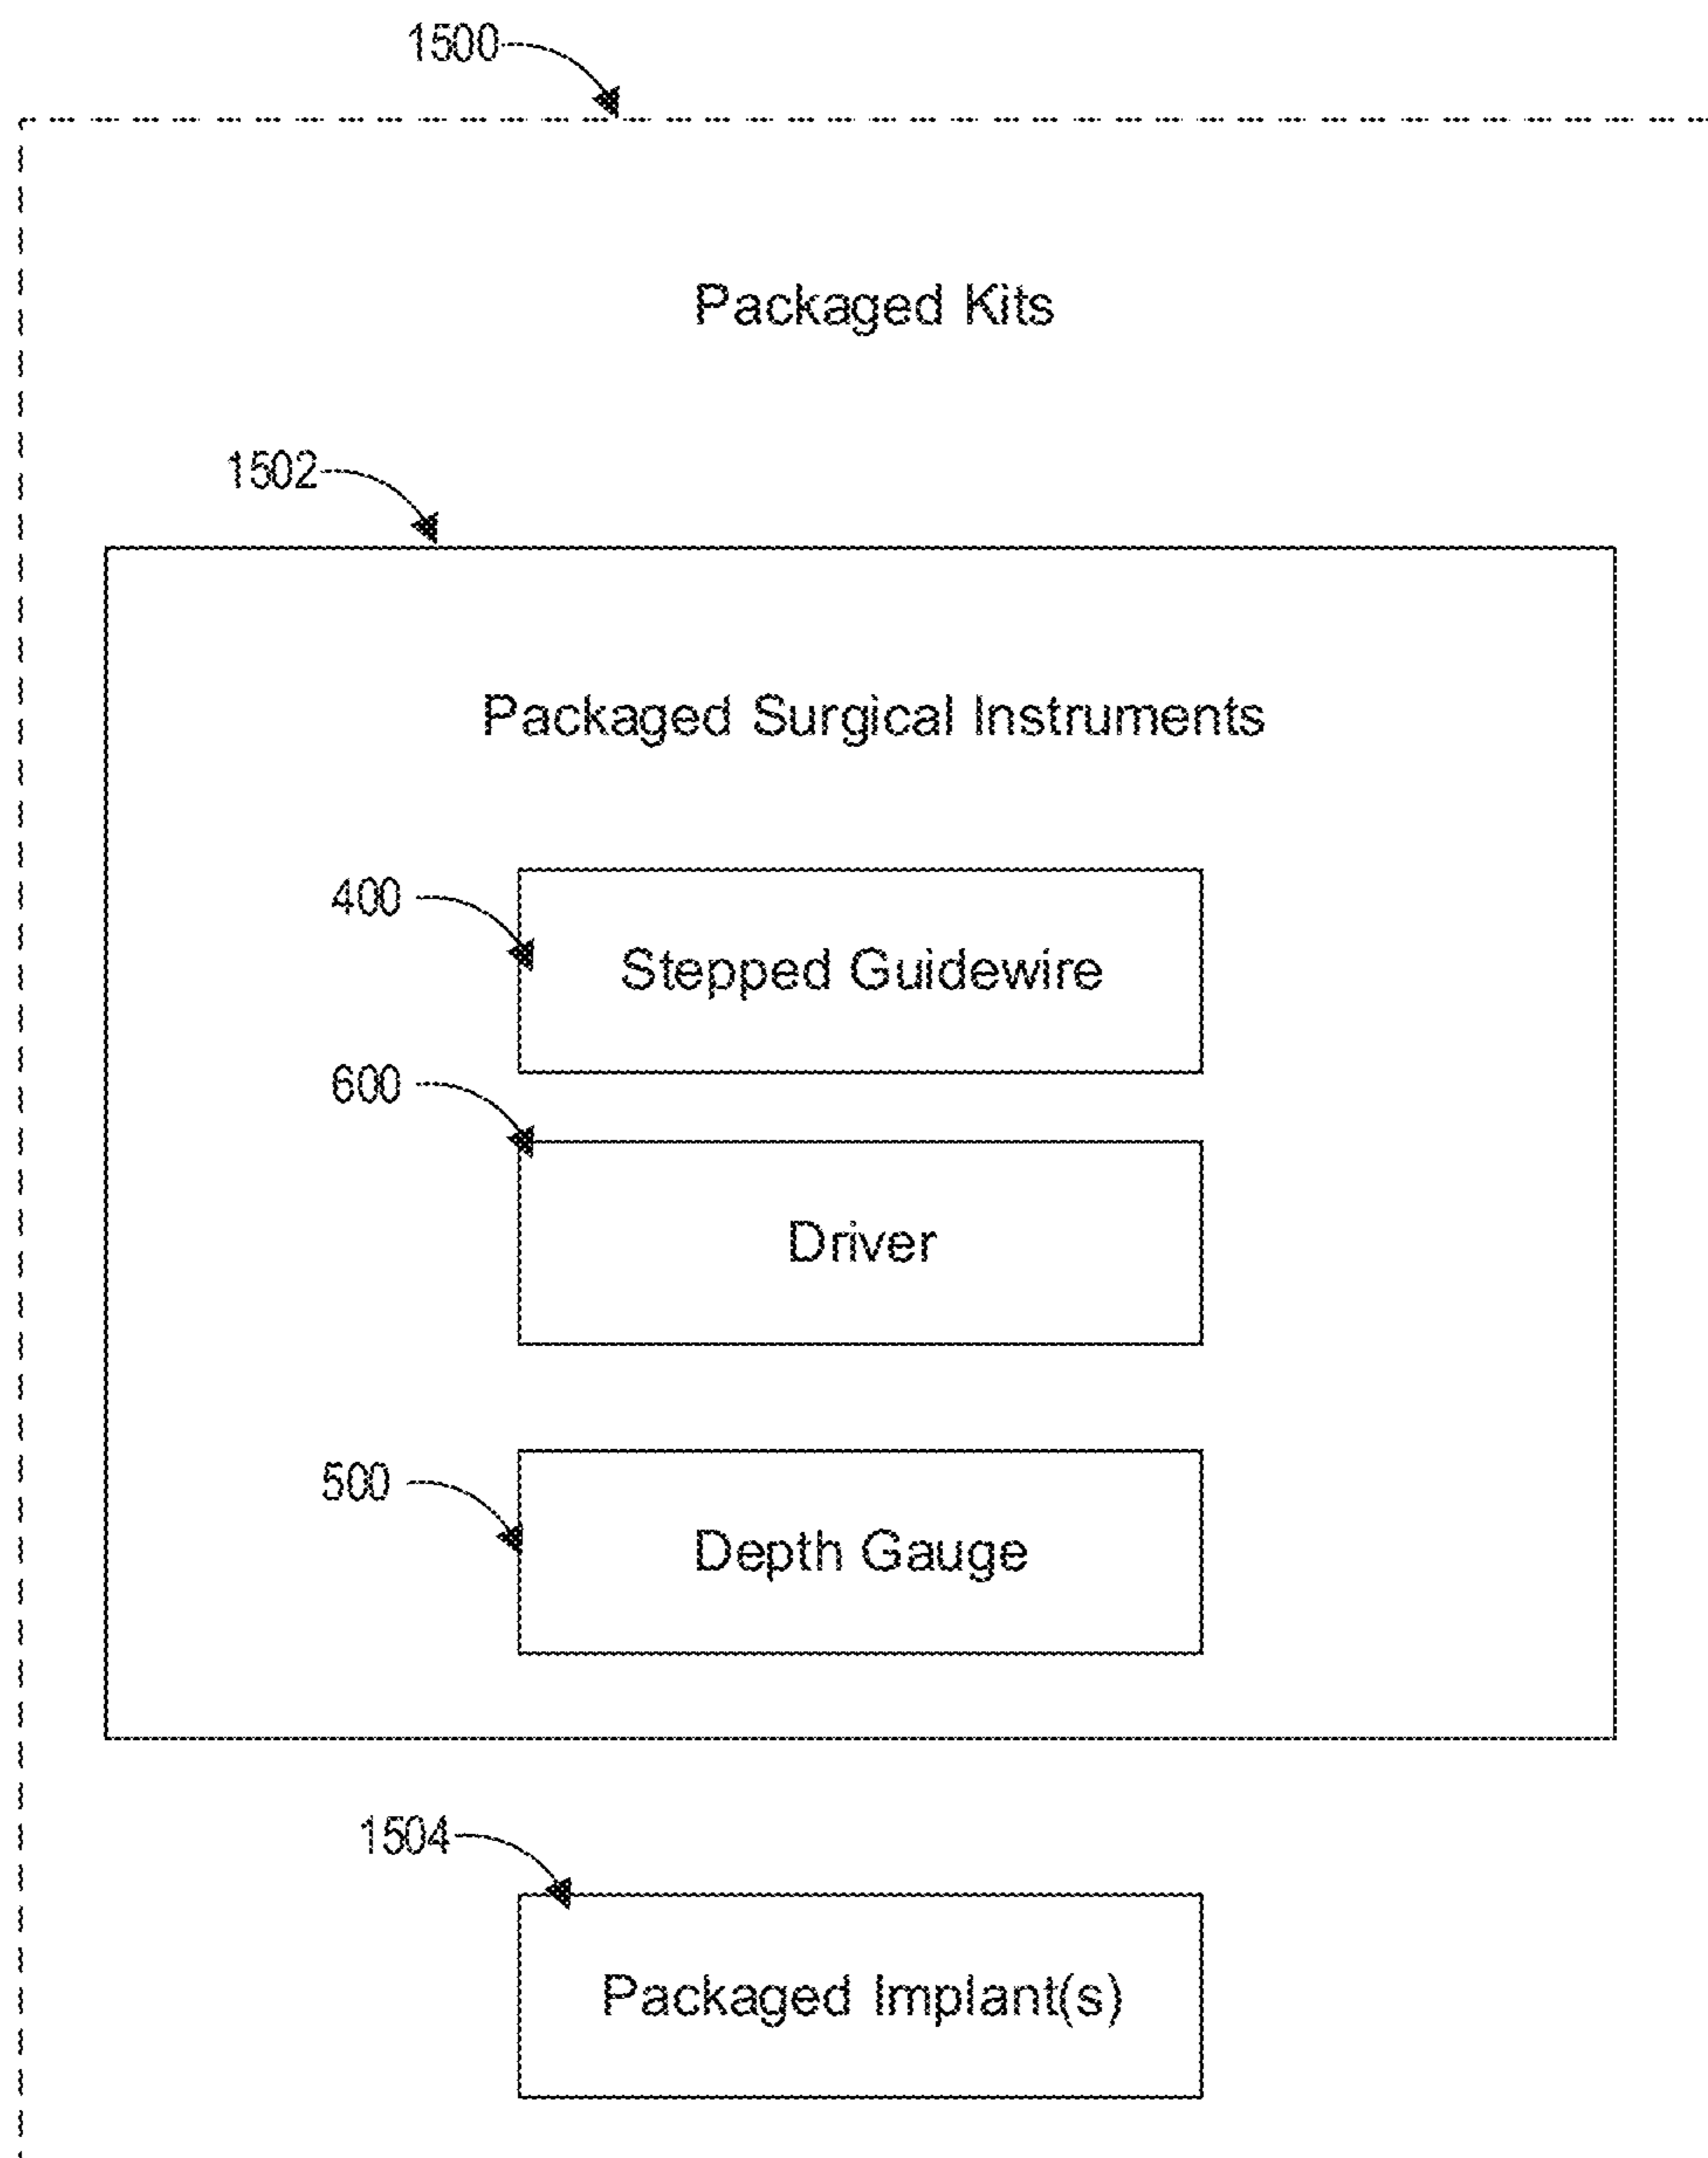 1500
Packaged Kits
1502
Packaged Surgical Instruments
400
Stepped Guidewire
600
Driver
500
Depth Gauge
1504
Packaged Implant(s)